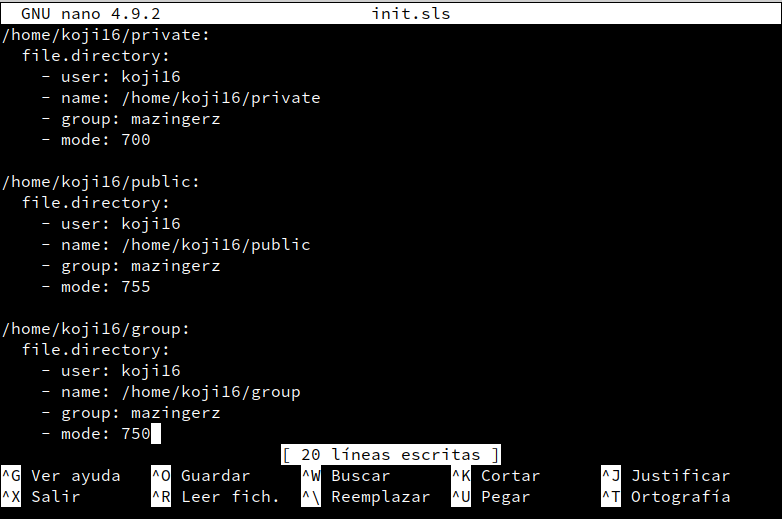 GNU nano 4.9.2 init.sls
/home/koji16/private:
  file.directory:
    - user: koji16
    - name: /home/koji16/private
    - group: mazingerz
    - mode: 700

/home/koji16/public:
  file.directory:
    - user: koji16
    - name: /home/koji16/public
    - group: mazingerz
    - mode: 755

/home/koji16/group:
  file.directory:
    - user: koji16
    - name: /home/koji16/group
    - group: mazingerz
    - mode: 750
[ 20 líneas escritas ]
^G Ver ayuda ^O Guardar ^W Buscar ^K Cortar ^J Justificar
^X Salir ^R Leer fich. ^\ Reemplazar ^U Pegar ^T Ortografía